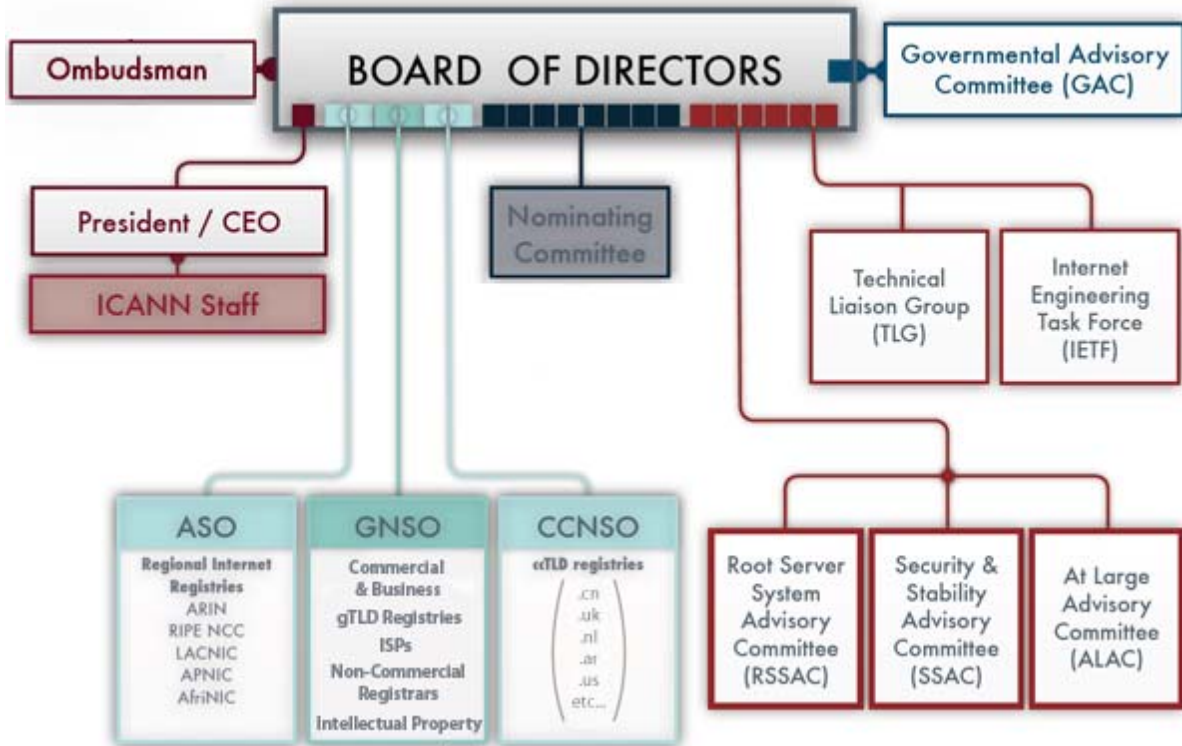 BOARD OF DIRECTORS
Ombudsman
Governmental Advisory
Committee (GAC)
President / CEO
ICANN Staff
Nominating
Committee
Technical
Liaison Group
(TLG)
Internet
Engineering
Task Force
(IETF)
ASO
Regional Internet
Registries
ARIN
RIPE NCC
LACNIC
APNIC
AfriNIC
GNSO
Commercial
& Business
gTLD Registries
ISPs
Non-Commercial
Registrars
Intellectual Property
CCNSO
ccTLD registries
.cn
.uk
.nl
.ar
.us
etc...
Root Server
System
Advisory
Committee
(RSSAC)
Security &
Stability
Advisory
Committee
(SSAC)
At Large
Advisory
Committee
(ALAC)